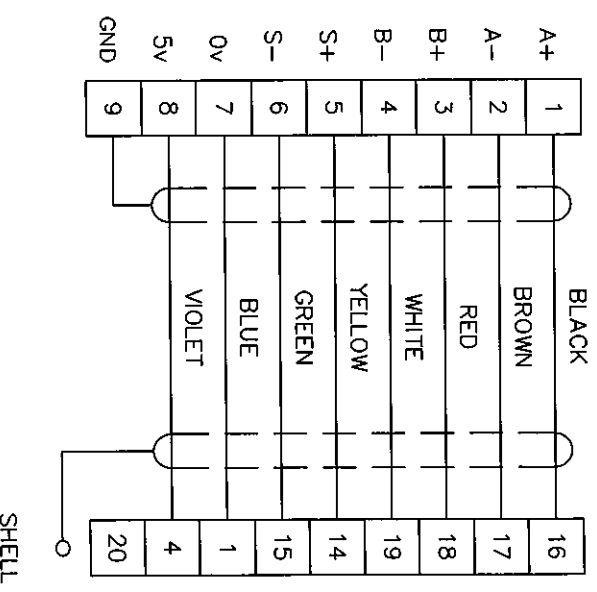 A+ 1 BLACK 16
A- 2 BROWN 17
B+ 3 RED 18
B- 4 WHITE 19
S+ 5 YELLOW 14
S- 6 GREEN 15
0v 7 BLUE 1
5v 8 VIOLET 4
GND 9 20
SHELL